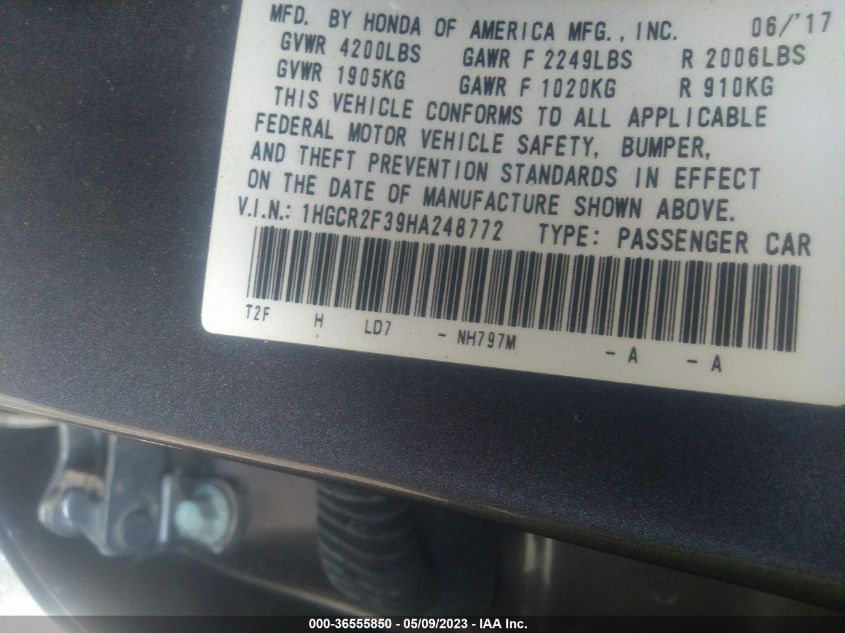 MFD. BY HONDA OF AMERICA MFG., INC. 06/'17
GVWR 4200LBS GAWR F 2249LBS R 2006LBS
GVWR 1905KG GAWR F 1020KG R 910KG
THIS VEHICLE CONFORMS TO ALL APPLICABLE
FEDERAL MOTOR VEHICLE SAFETY, BUMPER,
AND THEFT PREVENTION STANDARDS IN EFFECT
ON THE DATE OF MANUFACTURE SHOWN ABOVE.
V.I.N.: 1HGCR2F39HA248772 TYPE: PASSENGER CAR
T2F H LD7 - NH797M - A - A
000-36555850 - 05/09/2023 - IAA Inc.